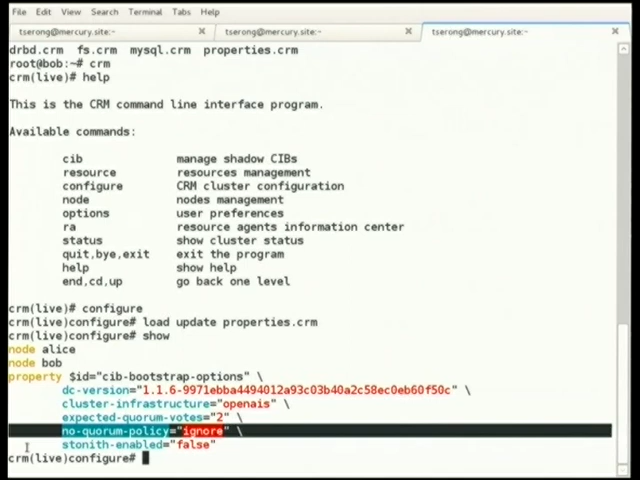 File Edit View Search Terminal Tabs Help
tserong@mercury.site:~ × tserong@mercury.site:~ × tserong@mercury.site:~ ×
drbd.crm fs.crm mysql.crm properties.crm
root@bob:~# crm
crm(live)# help
This is the CRM command line interface program.
Available commands:
cib manage shadow CIBs
resource resources management
configure CRM cluster configuration
node nodes management
options user preferences
ra resource agents information center
status show cluster status
quit,bye,exit exit the program
help show help
end,cd,up go back one level
crm(live)# configure
crm(live)configure# load update properties.crm
crm(live)configure# show
node alice
node bob
property $id="cib-bootstrap-options" \
dc-version="1.1.6-9971ebba4494012a93c03b40a2c58ec0eb60f50c" \
cluster-infrastructure="openais" \
expected-quorum-votes="2" \
no-quorum-policy="ignore" \
stonith-enabled="false"
crm(live)configure#